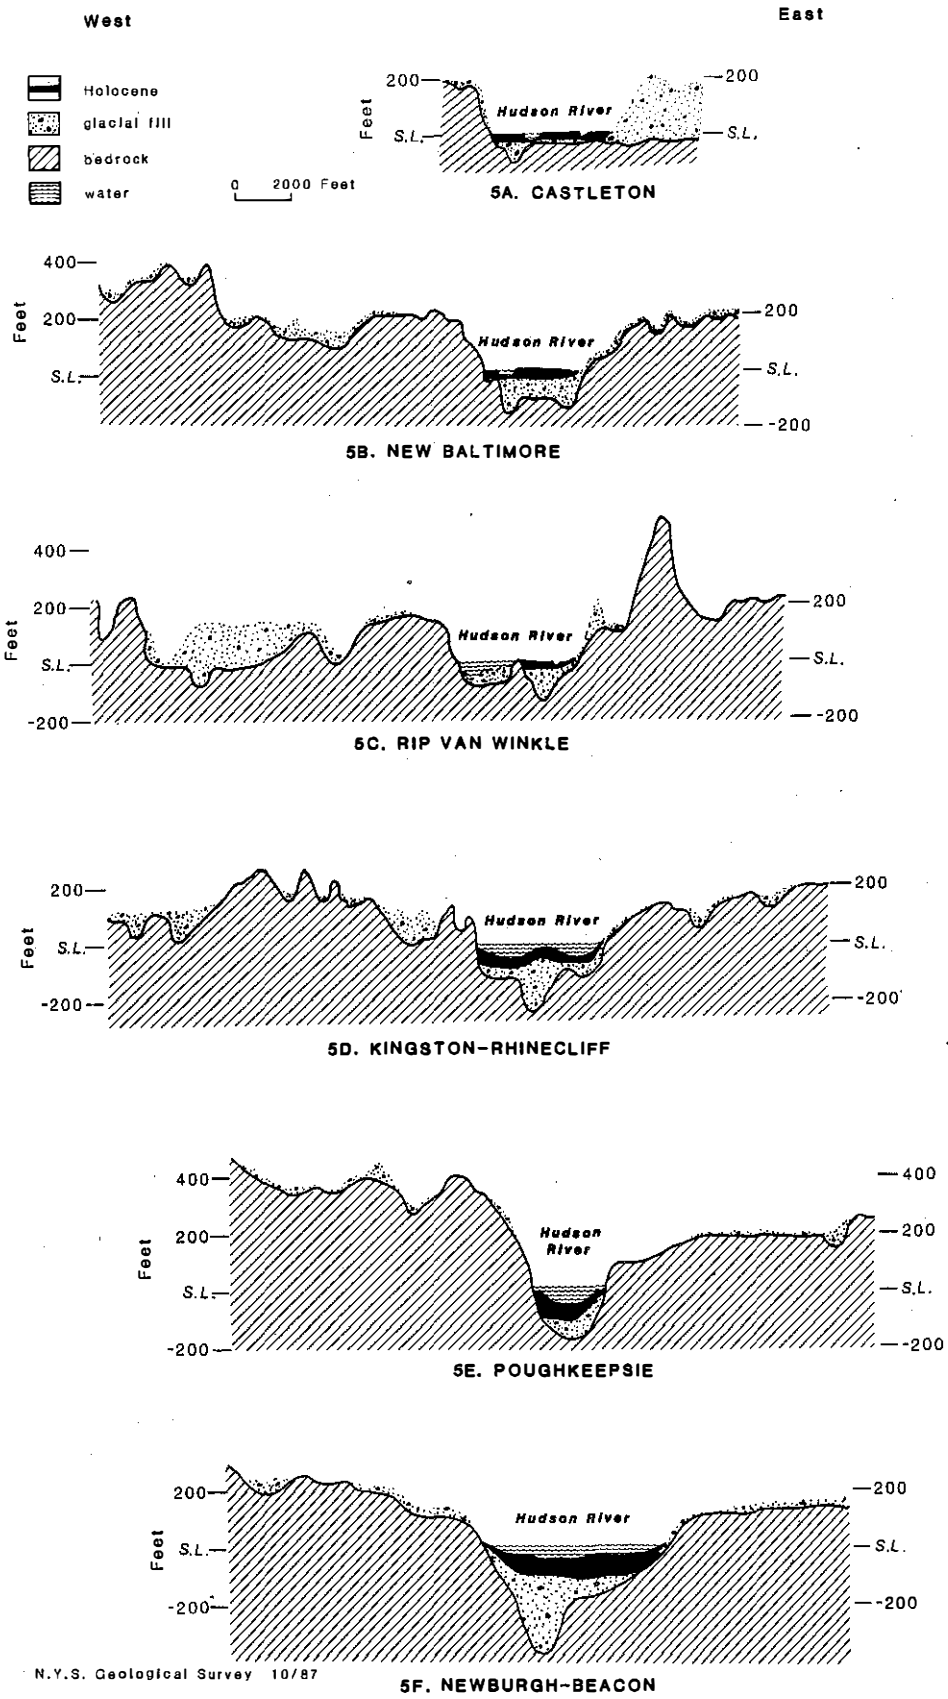 West
East
Holocene
glacial fill
bedrock
water
0 2000 Feet
Feet
200
S.L.
Hudson River
200
S.L.
5A. CASTLETON
Feet
400
200
S.L.
Hudson River
200
S.L.
-200
5B. NEW BALTIMORE
Feet
400
200
S.L.
-200
Hudson River
200
S.L.
-200
5C. RIP VAN WINKLE
Feet
200
S.L.
-200
Hudson River
200
S.L.
-200
5D. KINGSTON-RHINECLIFF
Feet
400
200
S.L.
-200
Hudson
River
400
200
S.L.
-200
5E. POUGHKEEPSIE
Feet
200
S.L.
-200
Hudson River
200
S.L.
-200
N.Y.S. Geological Survey 10/87
5F. NEWBURGH-BEACON